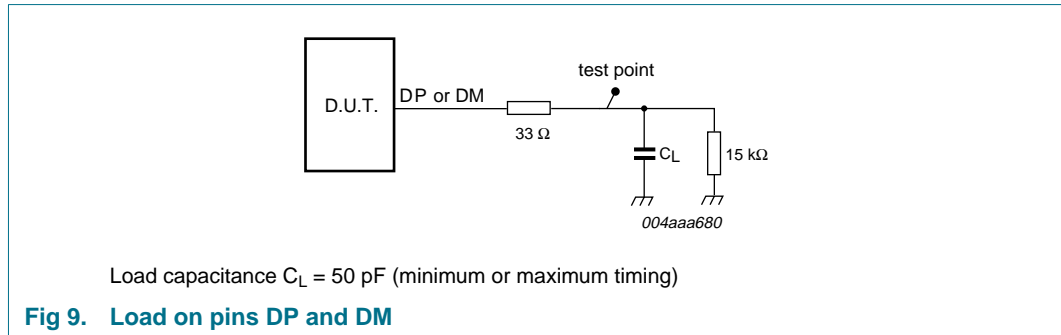 test point
D.U.T.
DP or DM
33 Ω
CL
15 kΩ
004aaa680
Load capacitance CL = 50 pF (minimum or maximum timing)
Fig 9. Load on pins DP and DM